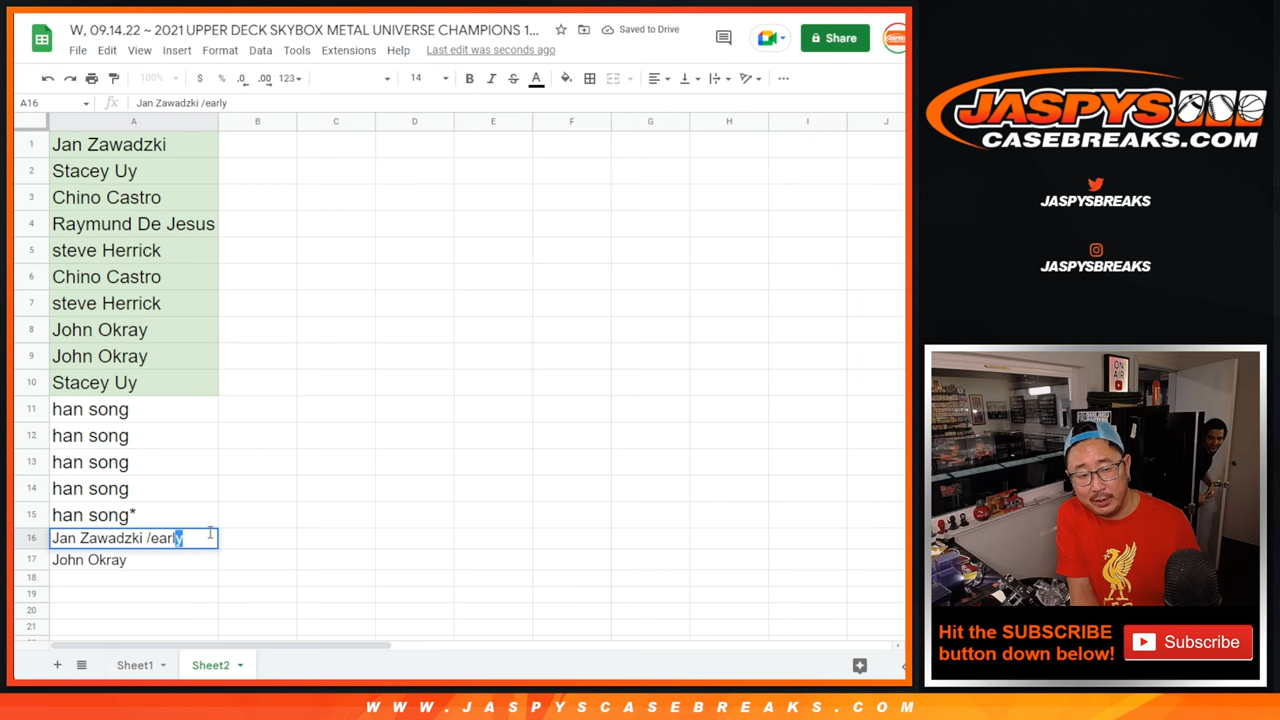 W, 09.14.22 ~ 2021 UPPER DECK SKYBOX METAL UNIVERSE CHAMPIONS 1...
Saved to Drive
Share
File Edit View Insert Format Data Tools Extensions Help Last edit was seconds ago
100% $ % .0 .00 123 14 B I S A
A16 fx Jan Zawadzki /early
A B C D E F G H I J
1 Jan Zawadzki
2 Stacey Uy
3 Chino Castro
4 Raymund De Jesus
5 steve Herrick
6 Chino Castro
7 steve Herrick
8 John Okray
9 John Okray
10 Stacey Uy
11 han song
12 han song
13 han song
14 han song
15 han song*
16 Jan Zawadzki /early
17 John Okray
18
19
20
21
Sheet1 Sheet2
JASPYS
CASEBREAKS.COM
JASPYSBREAKS
JASPYSBREAKS
ON
AIR
Hit the SUBSCRIBE
button down below!
Subscribe
WWW.JASPYSCASEBREAKS.COM